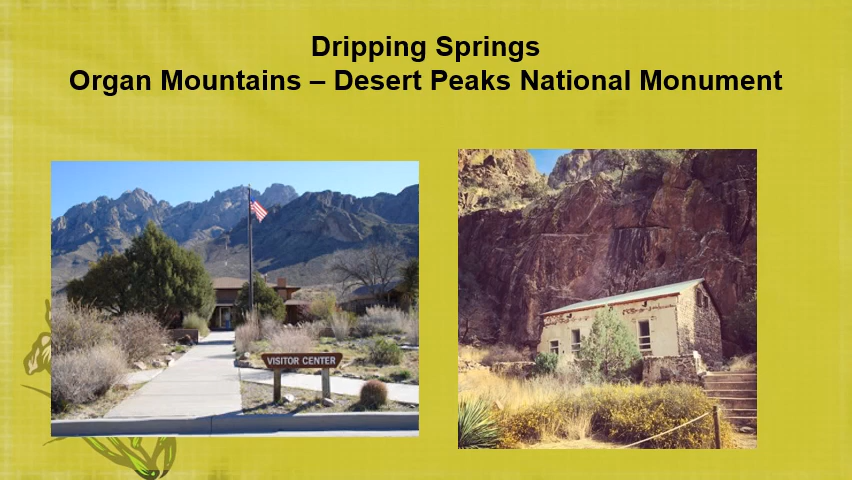 Dripping Springs
Organ Mountains – Desert Peaks National Monument
VISITOR CENTER